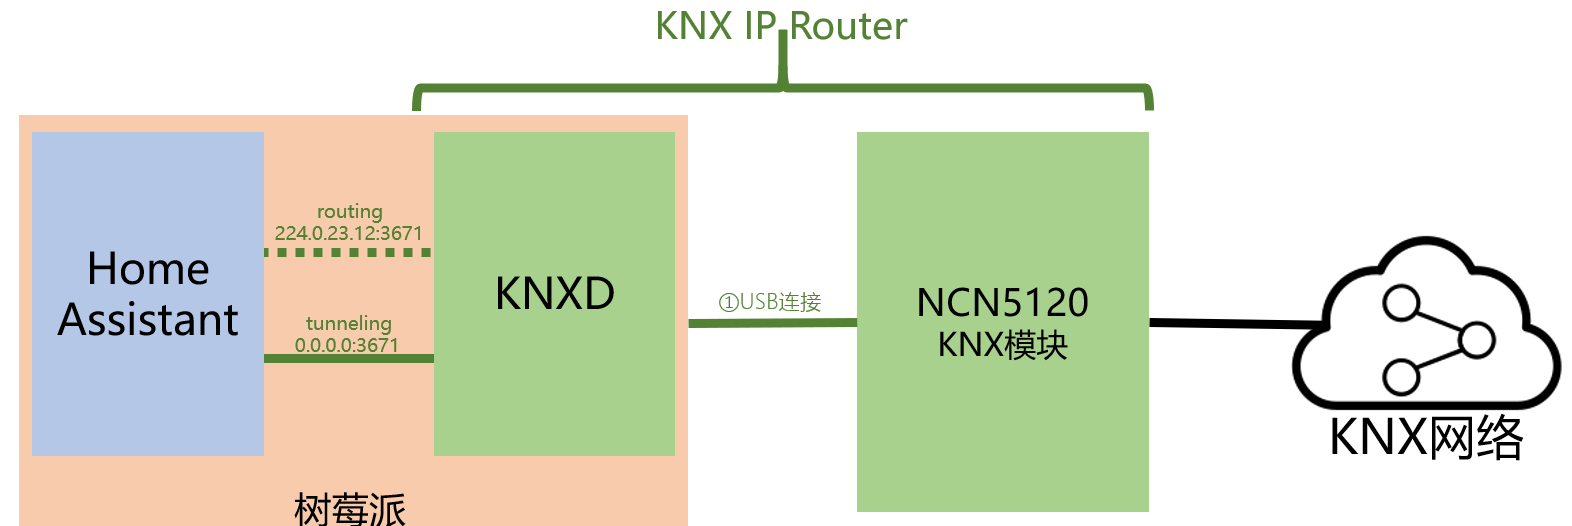 KNX IP Router
Home
Assistant
routing
224.0.23.12:3671
tunneling
0.0.0.0:3671
KNXD
①USB连接
NCN5120
KNX模块
KNX网络
树莓派